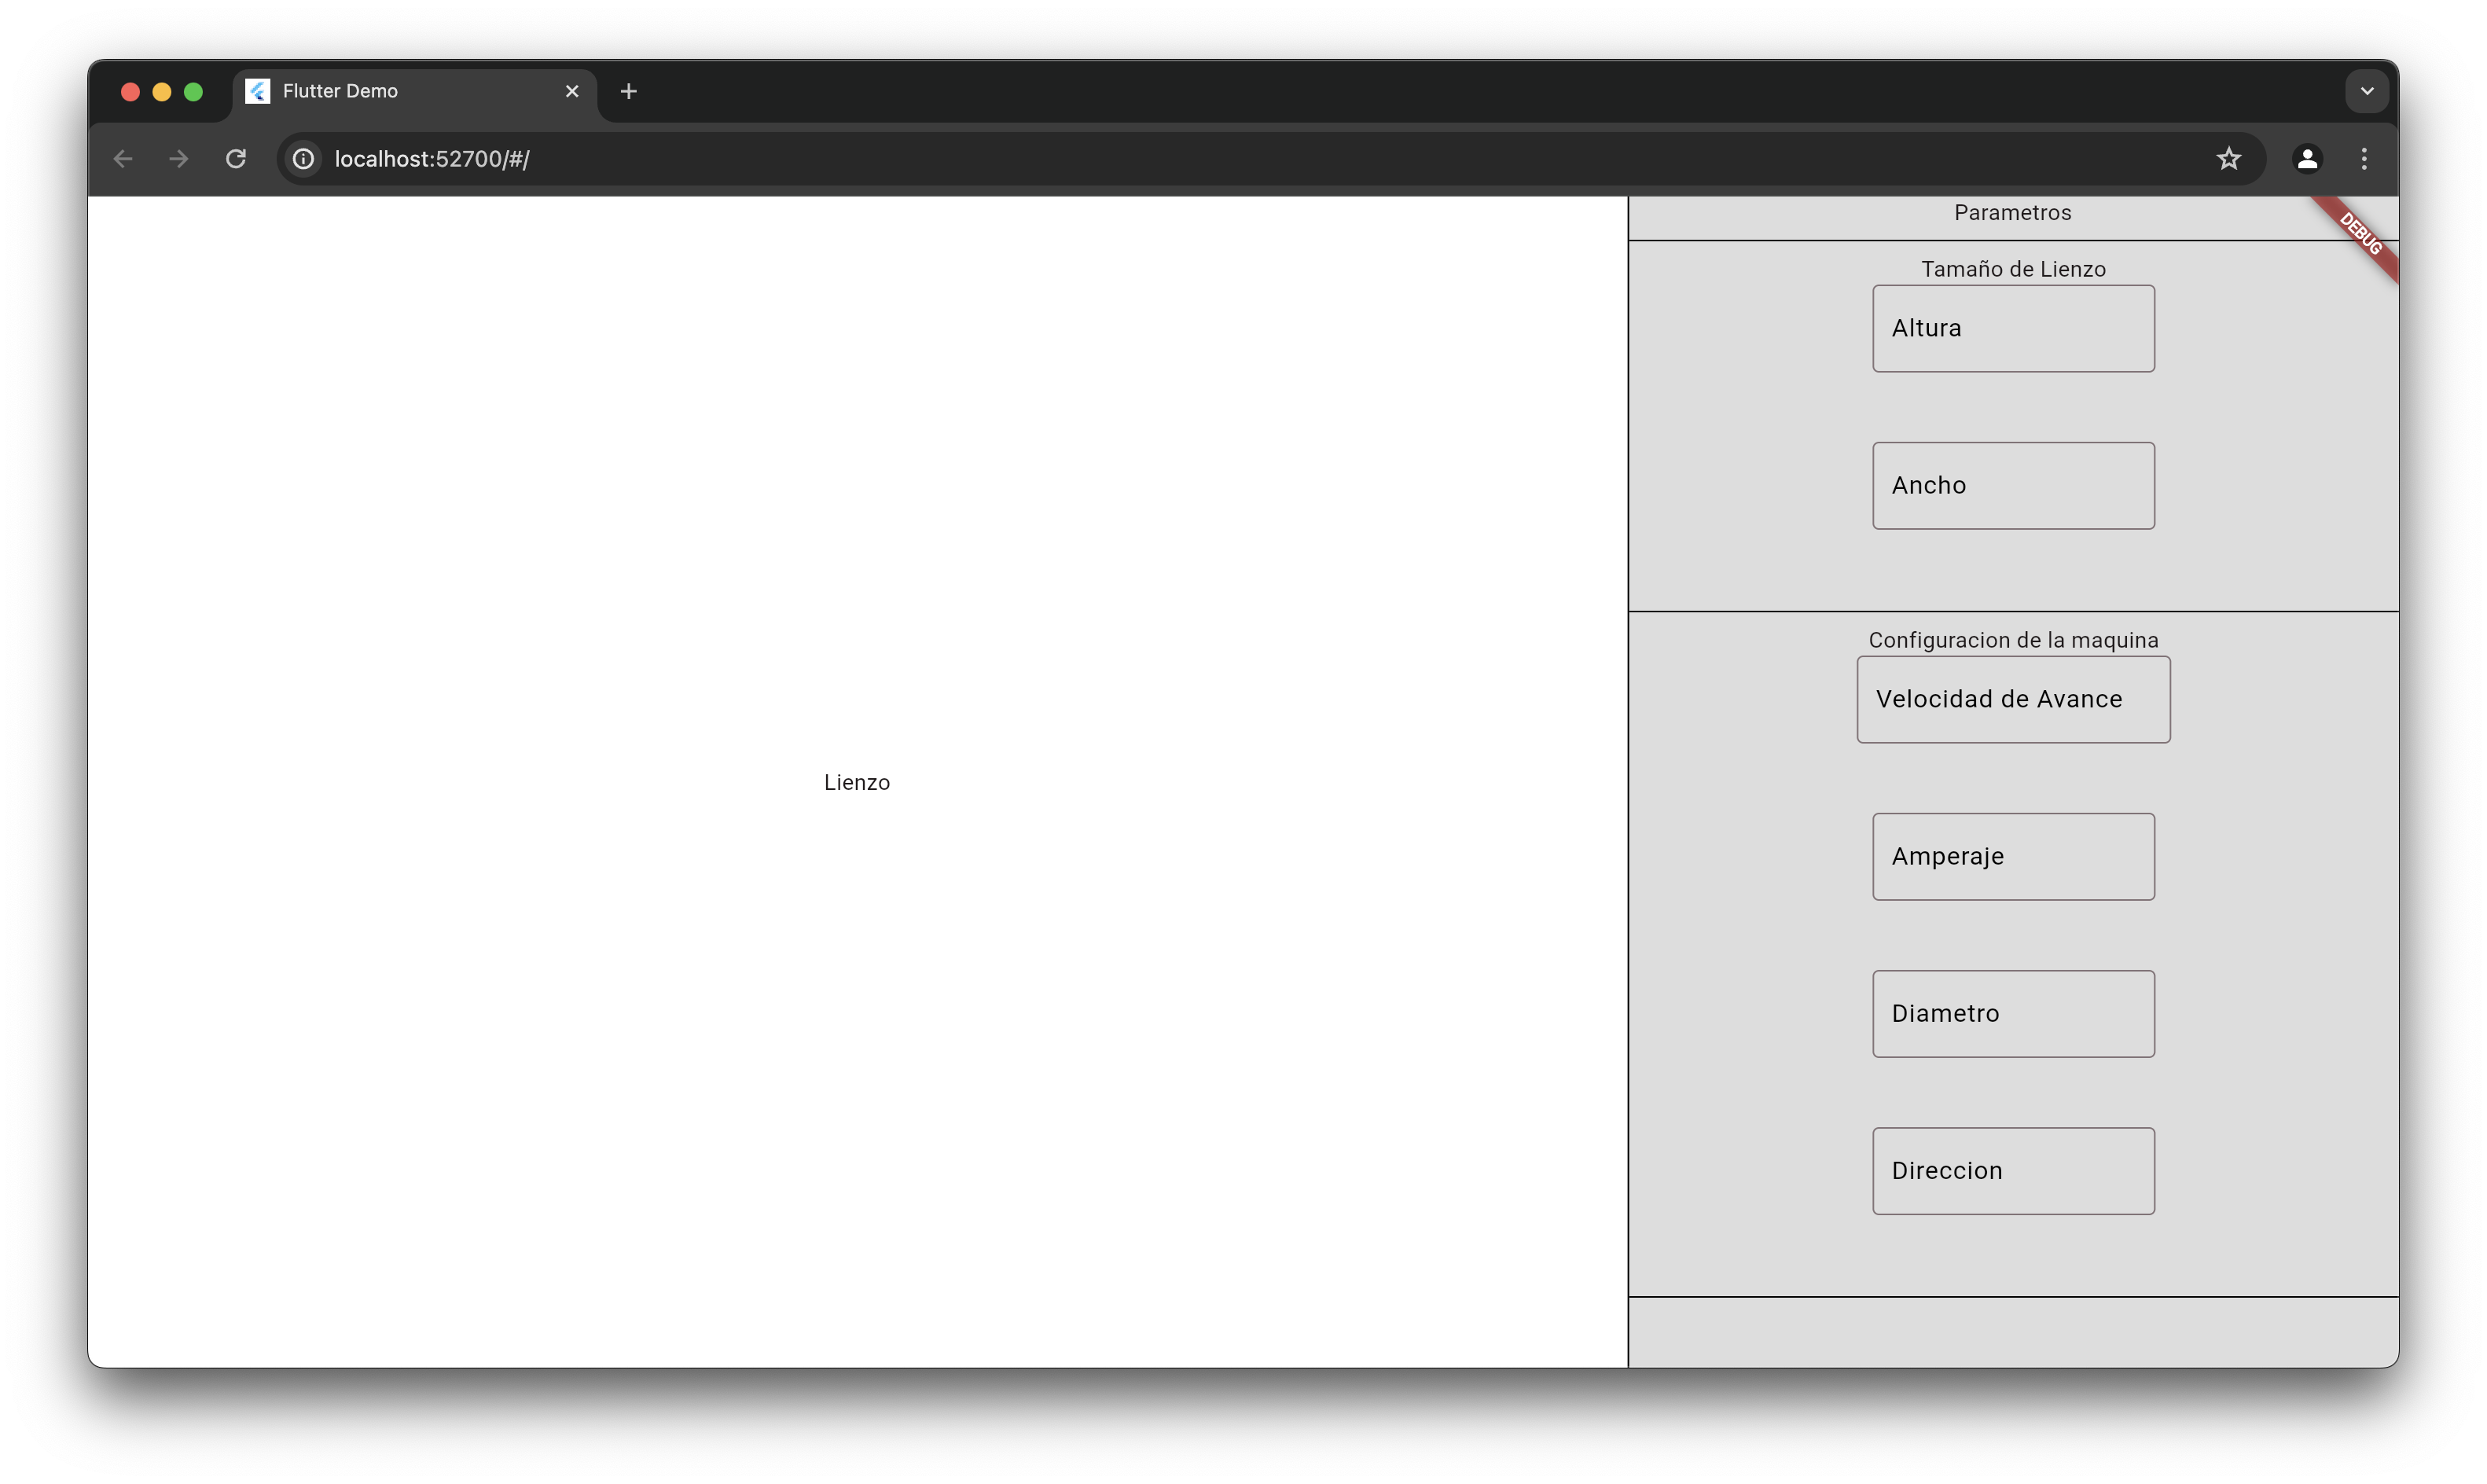 Flutter Demo
localhost:52700/#/
Parametros
DEBUG
Tamaño de Lienzo
Altura
Ancho
Configuracion de la maquina
Velocidad de Avance
Lienzo
Amperaje
Diametro
Direccion